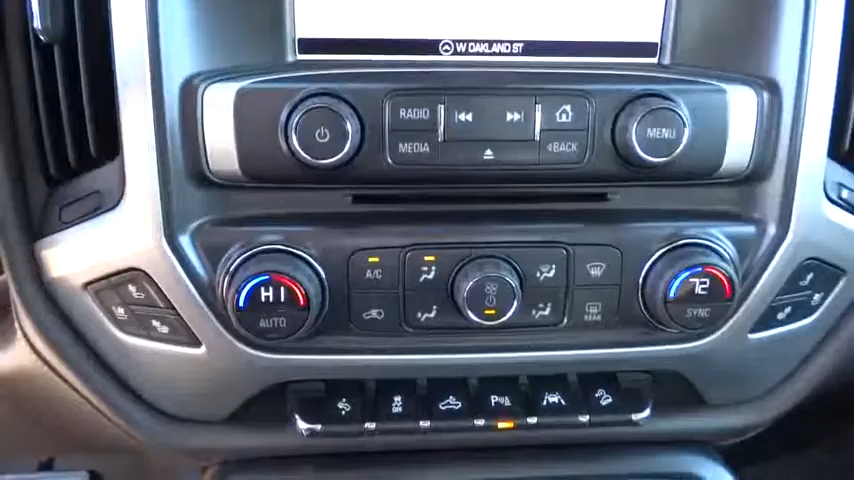 W OAKLAND ST
RADIO
MEDIA
BACK
MENU
A/C
HI
AUTO
REAR
72
SYNC
P